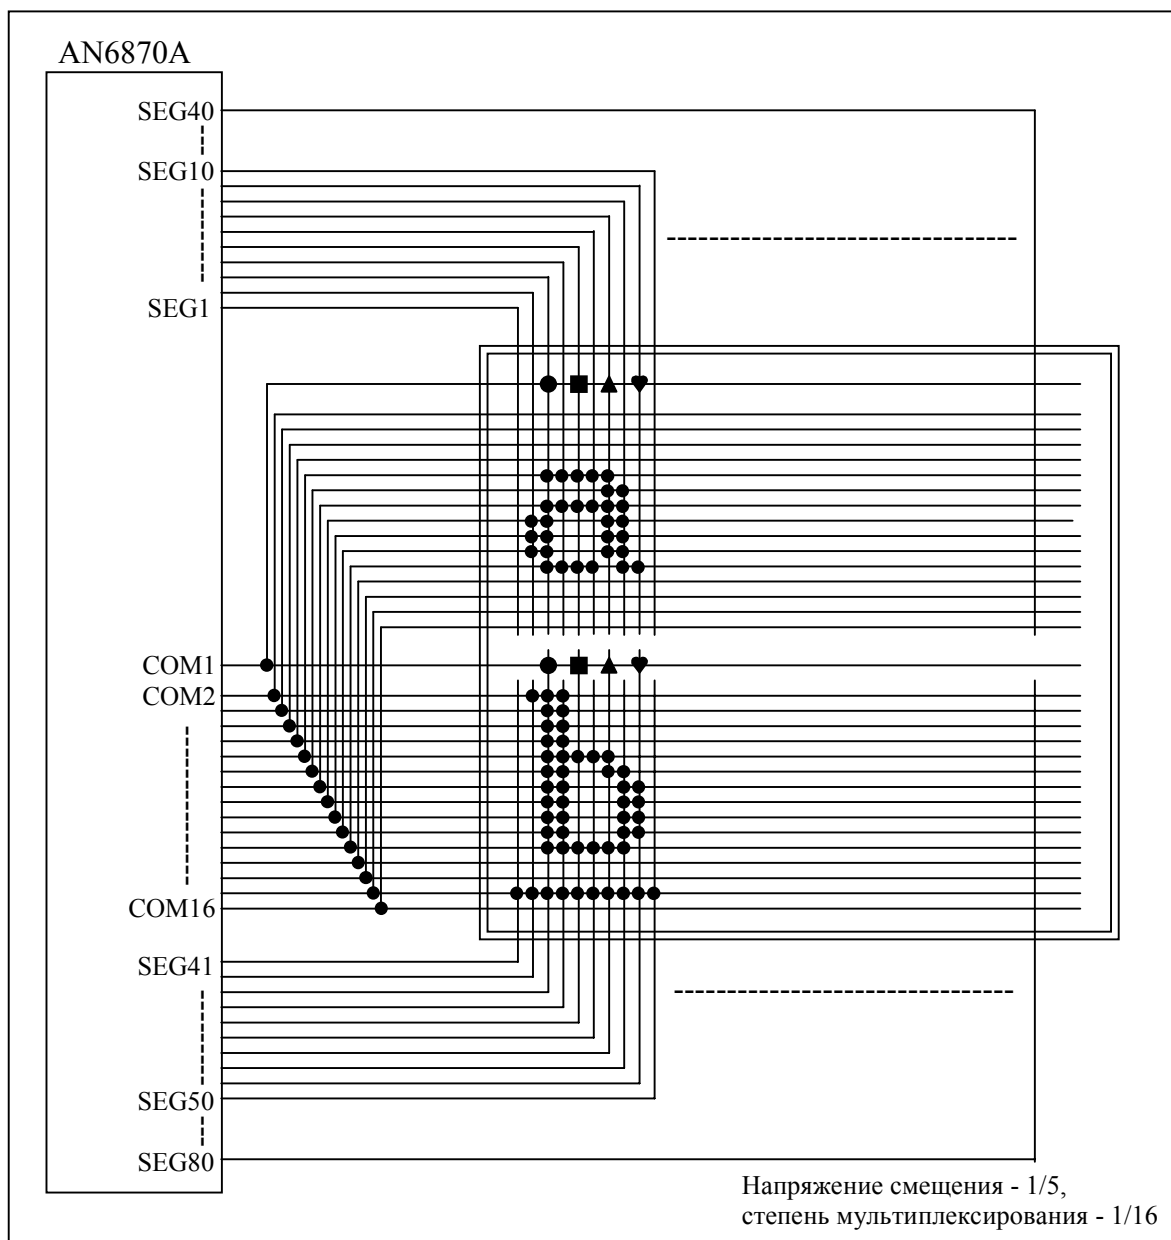 AN6870A
SEG40
SEG10
SEG1
COM1
COM2
COM16
SEG41
SEG50
SEG80
Напряжение смещения - 1/5,
степень мультиплексирования - 1/16